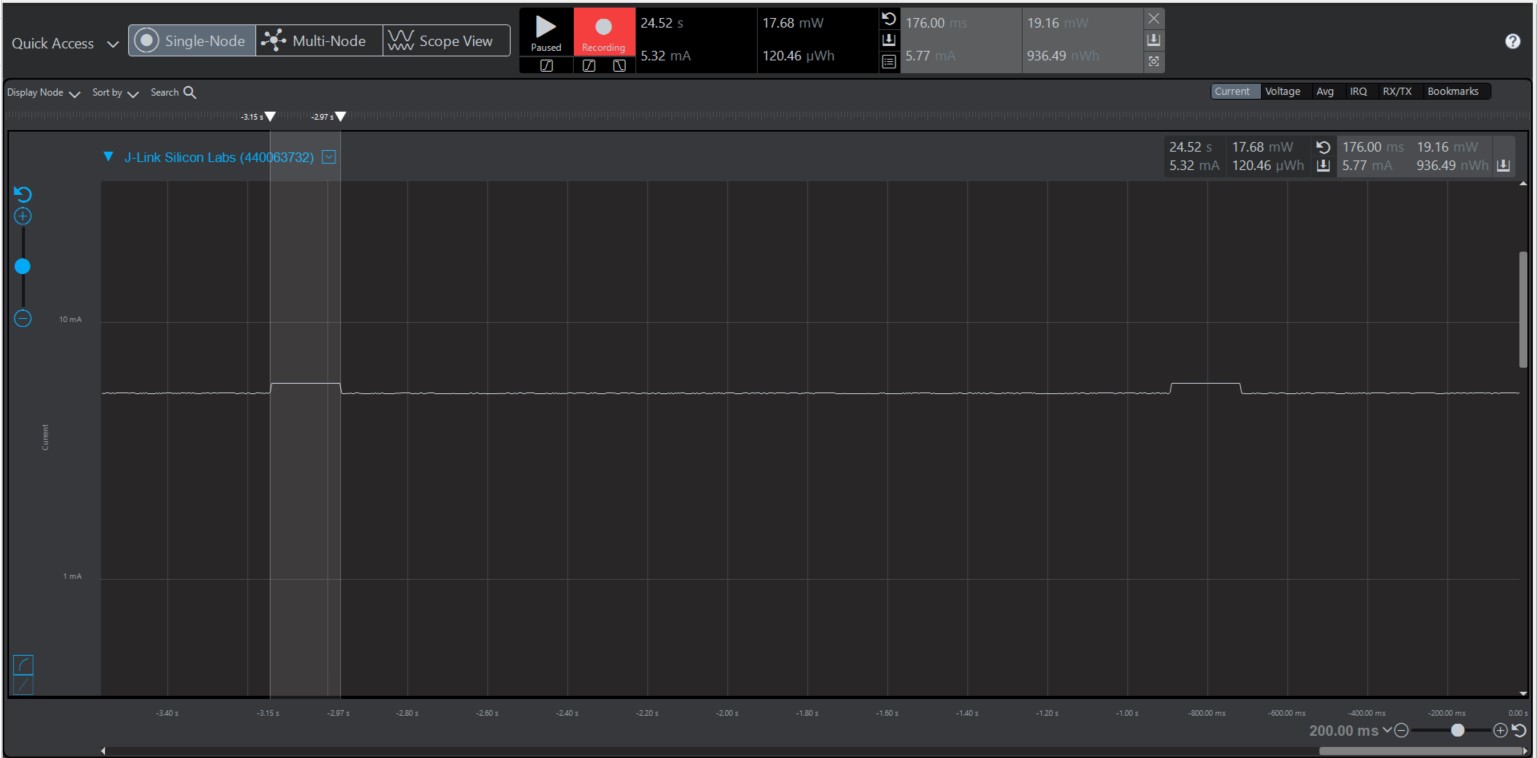 Quick Access
Single-Node
Multi-Node
Scope View
Paused
Recording
24.52 s
17.68 mW
5.32 mA
120.46 µWh
176.00 ms
19.16 mW
5.77 mA
936.49 nWh
Display Node
Sort by
Search
Current
Voltage
Avg
IRQ
RX/TX
Bookmarks
-3.15 s
-2.97 s
J-Link Silicon Labs (440063732)
24.52 s
17.68 mW
176.00 ms
19.16 mW
5.32 mA
120.46 µWh
5.77 mA
936.49 nWh
10 mA
Current
1 mA
-3.40 s
-3.15 s
-2.97 s
-2.80 s
-2.60 s
-2.40 s
-2.20 s
-2.00 s
-1.80 s
-1.60 s
-1.40 s
-1.20 s
-1.00 s
-800.00 ms
-600.00 ms
-400.00 ms
-200.00 ms
0.00 s
200.00 ms